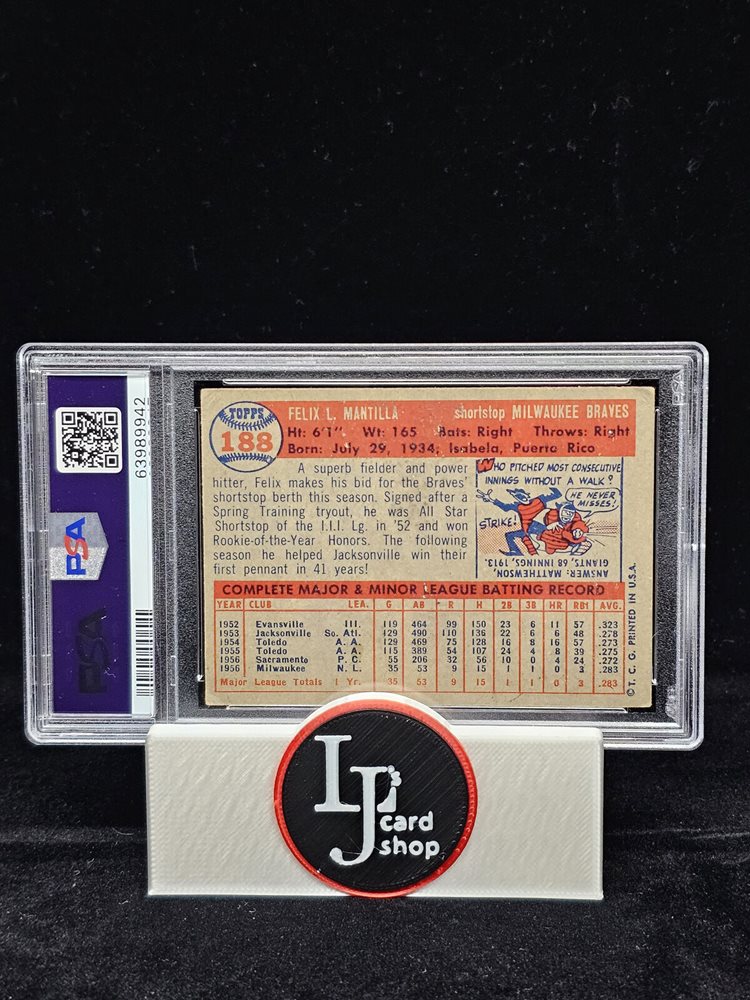 63989942
PSA
PSA
TOPPS
188
FELIX L. MANTILLA shortstop MILWAUKEE BRAVES
Ht: 6'1" Wt: 165 Bats: Right Throws: Right
Born: July 29, 1934; Isabela, Puerto Rico
A superb fielder and power
hitter, Felix makes his bid for the Braves'
shortstop berth this season. Signed after a
Spring Training tryout, he was All Star
Shortstop of the I.I.I. Lg. in '52 and won
Rookie-of-the-Year Honors. The following
season he helped Jacksonville win their
first pennant in 41 years!
WHO PITCHED MOST CONSECUTIVE
INNINGS WITHOUT A WALK?
HE NEVER
MISSES!
STRIKE!
ANSWER: MATTHEWSON,
GIANTS, 68 INNINGS, 1913.
COMPLETE MAJOR & MINOR LEAGUE BATTING RECORD
YEAR CLUB LEA. G AB R H 2B 3B HR RBI AVG.
1952 Evansville III. 119 464 99 150 23 6 11 57 .323
1953 Jacksonville So. Atl. 129 490 110 136 22 6 6 48 .278
1954 Toledo A. A. 129 469 75 128 16 8 16 57 .273
1955 Toledo A. A. 115 389 54 107 24 4 8 39 .275
1956 Sacramento P. C. 55 206 32 56 10 0 4 24 .272
1956 Milwaukee N. L. 35 53 9 15 1 1 0 3 .283
Major League Totals 1 Yr. 35 53 9 15 1 1 0 3 .283
© T. C. G. PRINTED IN U.S.A.
LJ's
card
shop